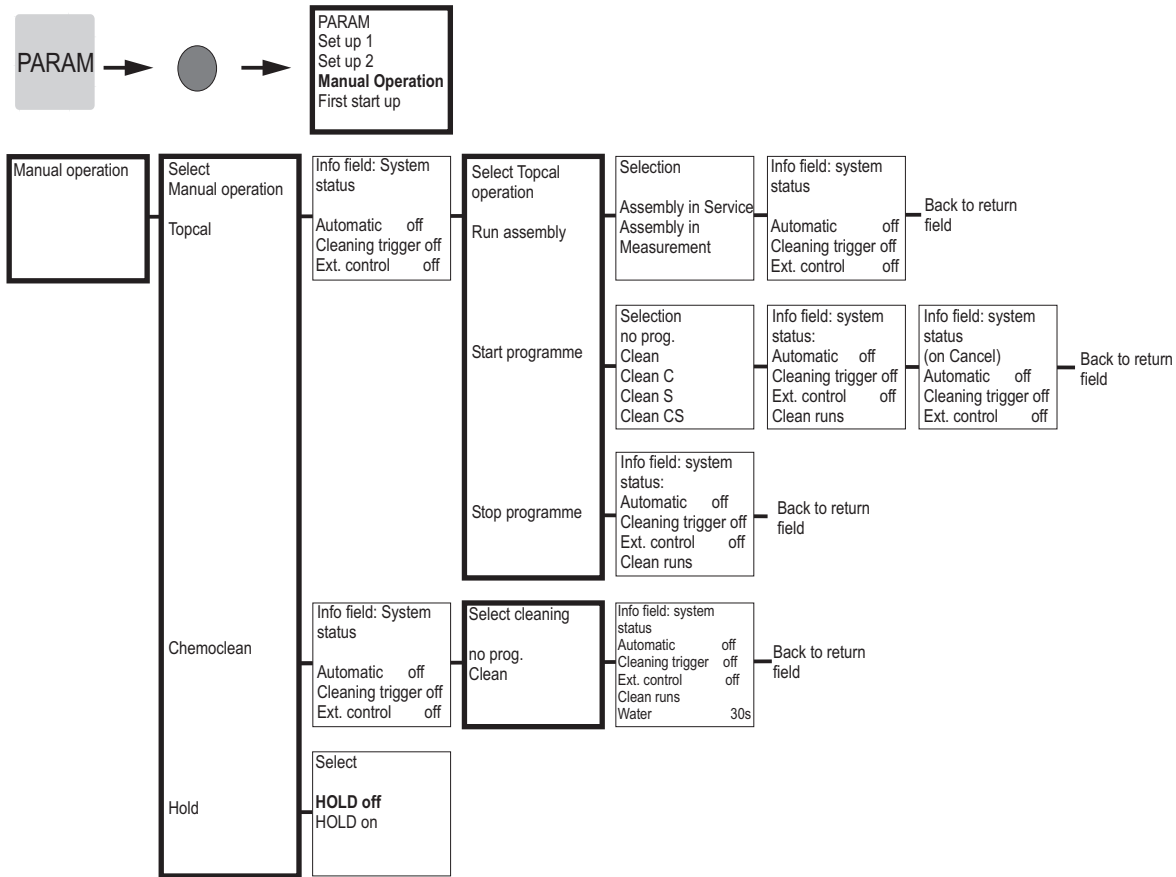 PARAM
PARAM
Set up 1
Set up 2
Manual Operation
First start up
Manual operation
Select
Manual operation
Topcal
Info field: System
status
Automatic off
Cleaning trigger off
Ext. control off
Select Topcal
operation
Run assembly
Selection
Assembly in Service
Assembly in
Measurement
Info field: system
status
Automatic off
Cleaning trigger off
Ext. control off
Back to return
field
Start programme
Selection
no prog.
Clean
Clean C
Clean S
Clean CS
Info field: system
status:
Automatic off
Cleaning trigger off
Ext. control off
Clean runs
Info field: system
status
(on Cancel)
Automatic off
Cleaning trigger off
Ext. control off
Back to return
field
Stop programme
Info field: system
status:
Automatic off
Cleaning trigger off
Ext. control off
Clean runs
Back to return
field
Chemoclean
Info field: System
status
Automatic off
Cleaning trigger off
Ext. control off
Select cleaning
no prog.
Clean
Info field: system
status
Automatic off
Cleaning trigger off
Ext. control off
Clean runs
Water 30s
Back to return
field
Hold
Select
HOLD off
HOLD on